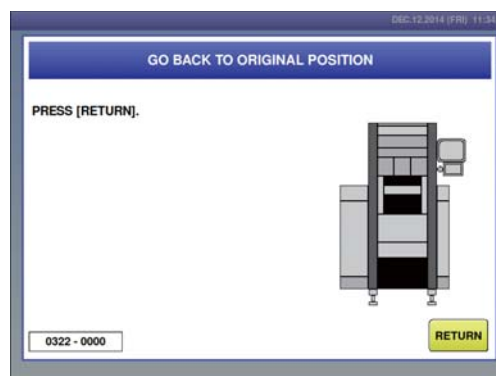 DEC.12.2014 (FRI) 11:34
GO BACK TO ORIGINAL POSITION
PRESS [RETURN].
0322 - 0000
RETURN